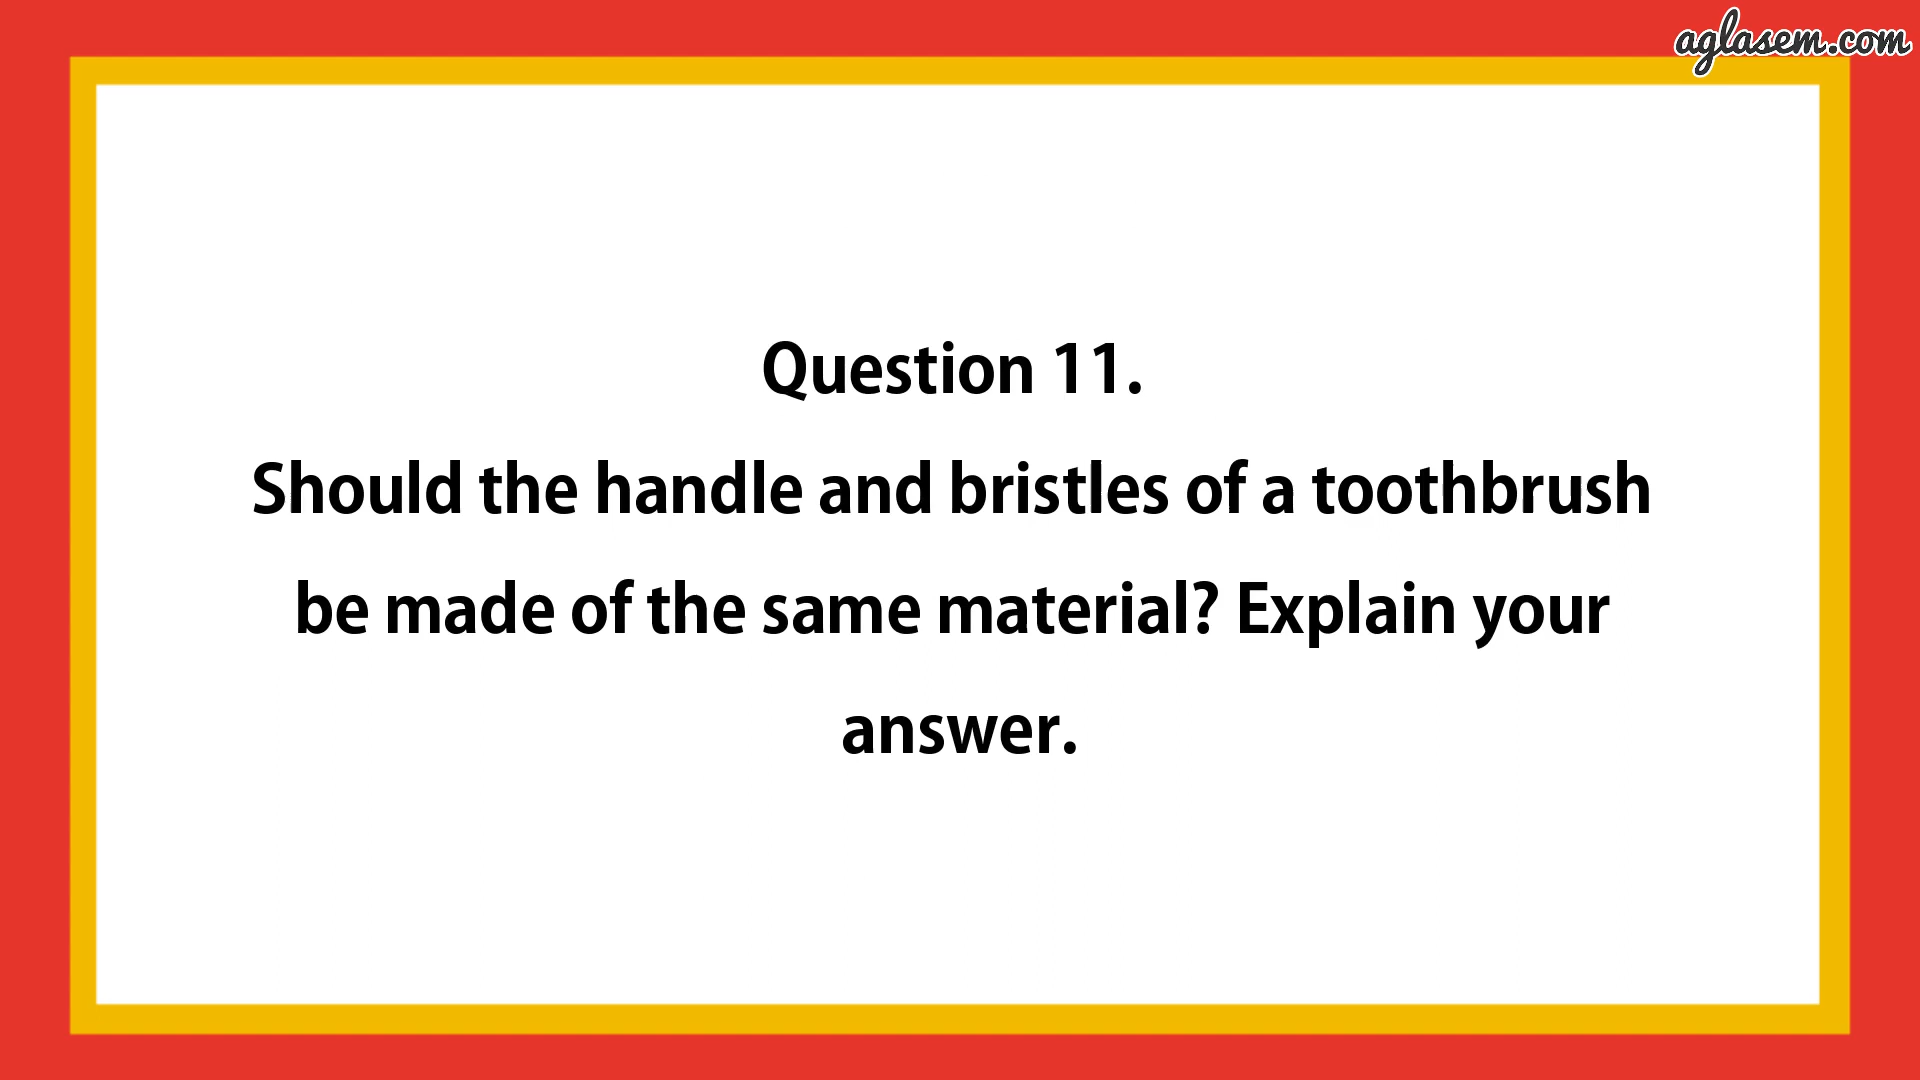 aglasem.com
Question 11.
Should the handle and bristles of a toothbrush
be made of the same material? Explain your
answer.